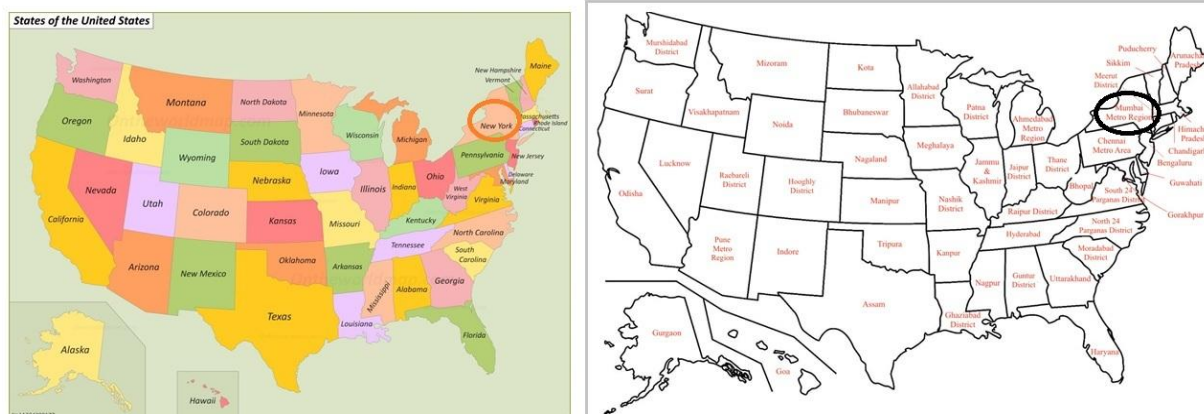 States of the United States
Washington
Oregon
California
Nevada
Idaho
Montana
Wyoming
Utah
Arizona
Colorado
New Mexico
North Dakota
South Dakota
Nebraska
Kansas
Oklahoma
Texas
Minnesota
Iowa
Missouri
Arkansas
Louisiana
Wisconsin
Illinois
Michigan
Indiana
Ohio
Kentucky
Tennessee
Mississippi
Alabama
Georgia
Florida
South
Carolina
North Carolina
Virginia
West
Virginia
Pennsylvania
New York
Maine
New Hampshire
Vermont
Massachusetts
Rhode Island
Connecticut
New Jersey
Delaware
Maryland
Alaska
Hawaii
Murshidabad
District
Surat
Odisha
Lucknow
Visakhapatnam
Mizoram
Noida
Raebareli
District
Pune
Metro
Region
Hooghly
District
Indore
Kota
Bhubaneswar
Nagaland
Manipur
Tripura
Assam
Allahabad
District
Meghalaya
Nashik
District
Kanpur
Ghaziabad
District
Patna
District
Jammu
&
Kashmir
Ahmedabad
Metro
Region
Jaipur
District
Thane
District
Raipur District
Hyderabad
Nagpur
Guntur
District
Uttarakhand
Haryana
Moradabad
District
North 24
Parganas District
South 24
Parganas District
Bhopal
Chennai
Metro Area
Mumbai
Metro Region
Meerut
District
Sikkim
Puducherry
Arunachal
Pradesh
Himachal
Pradesh
Chandigarh
Bengaluru
Guwahati
Gorakhpur
Gurgaon
Goa